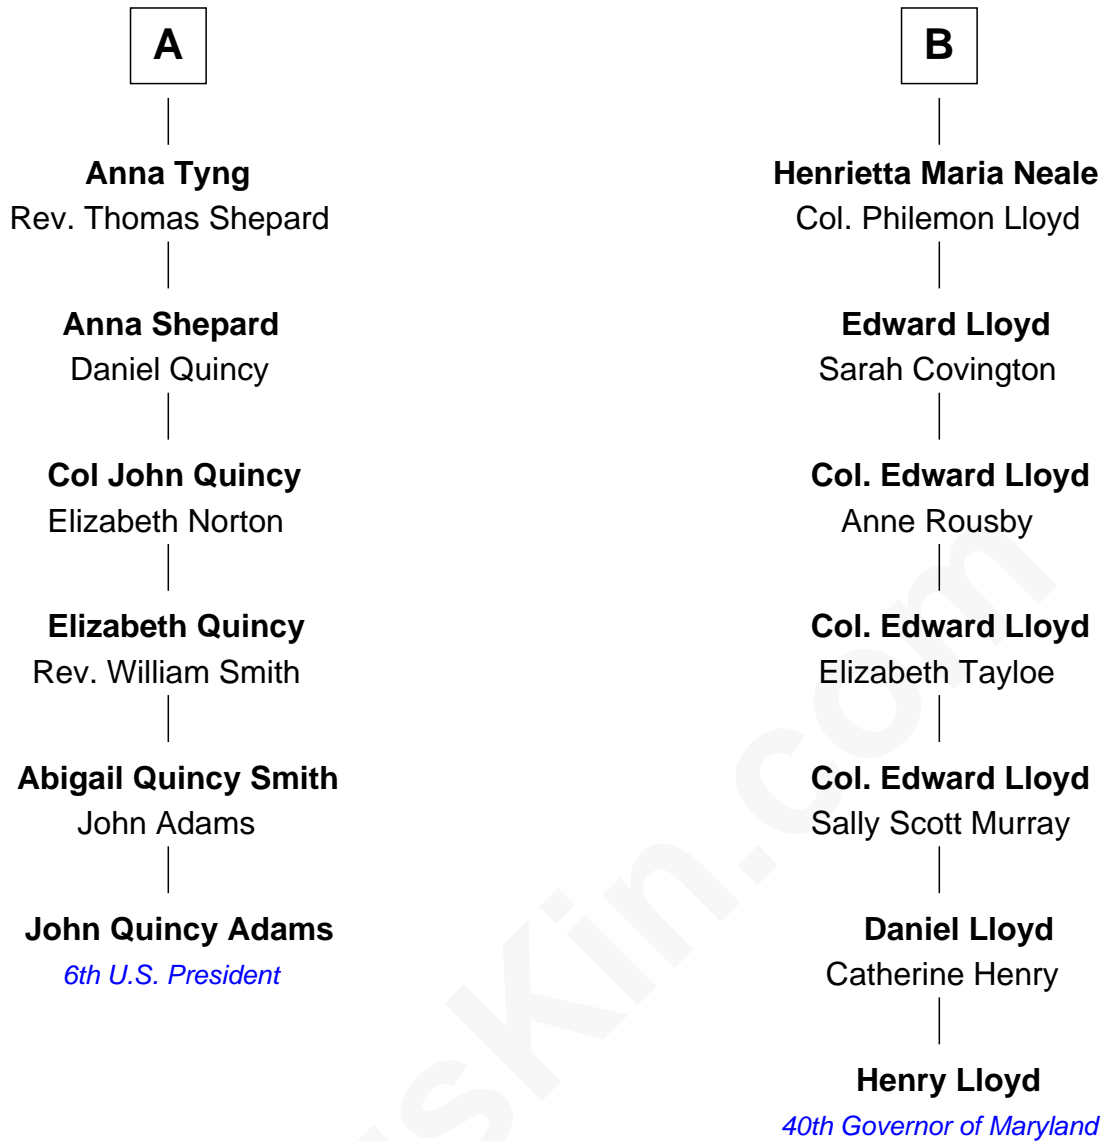 A
Anna Tyng
Rev. Thomas Shepard
Anna Shepard
Daniel Quincy
Col John Quincy
Elizabeth Norton
Elizabeth Quincy
Rev. William Smith
Abigail Quincy Smith
John Adams
John Quincy Adams
6th U.S. President
B
Henrietta Maria Neale
Col. Philemon Lloyd
Edward Lloyd
Sarah Covington
Col. Edward Lloyd
Anne Rousby
Col. Edward Lloyd
Elizabeth Tayloe
Col. Edward Lloyd
Sally Scott Murray
Daniel Lloyd
Catherine Henry
Henry Lloyd
40th Governor of Maryland